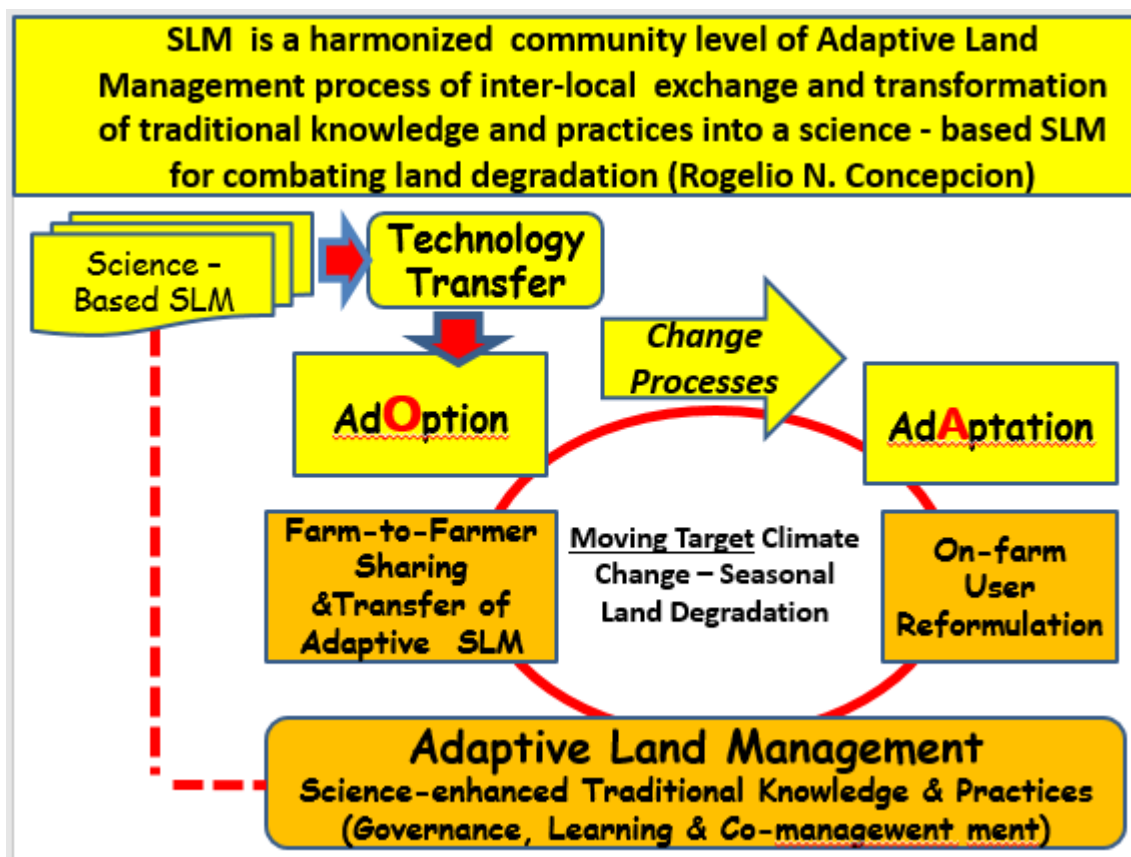 SLM is a harmonized community level of Adaptive Land
Management process of inter-local exchange and transformation
of traditional knowledge and practices into a science - based SLM
for combating land degradation (Rogelio N. Concepcion)
Science –
Based SLM
Technology
Transfer
Change
Processes
AdOption
AdAptation
Farm-to-Farmer
Sharing
&Transfer of
Adaptive SLM
Moving Target Climate
Change – Seasonal
Land Degradation
On-farm
User
Reformulation
Adaptive Land Management
Science-enhanced Traditional Knowledge & Practices
(Governance, Learning & Co-managewent ment)